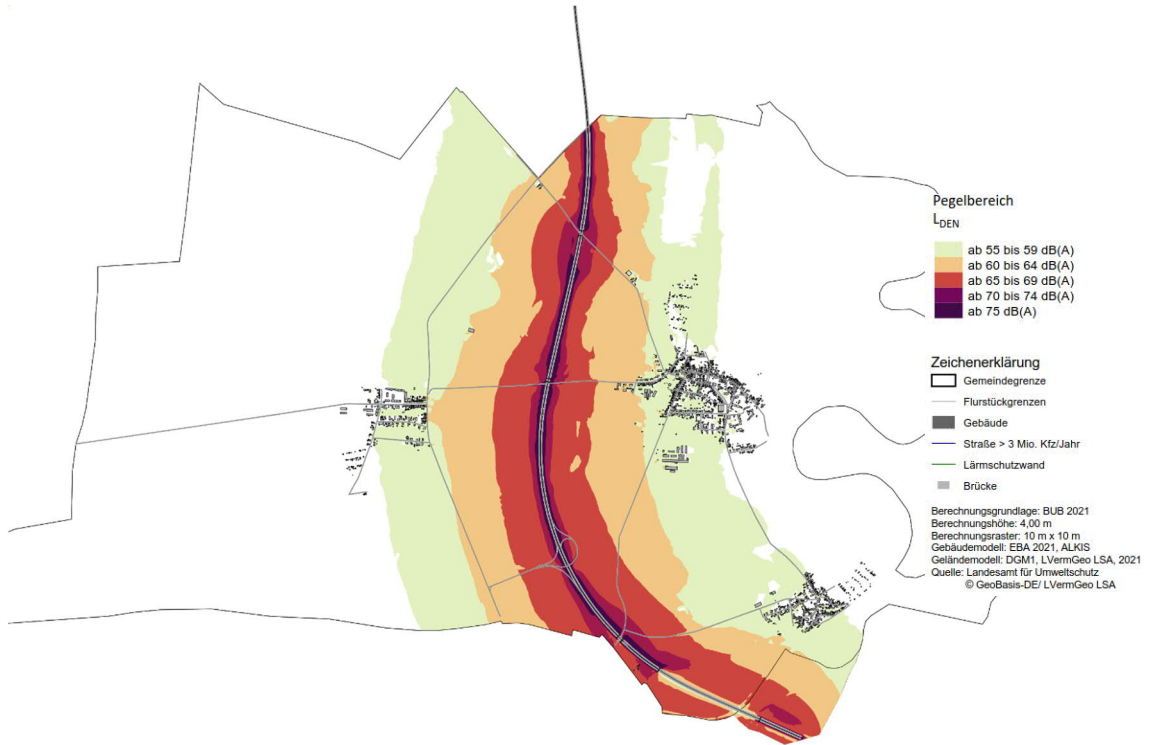 Pegelbereich
LDEN
ab 55 bis 59 dB(A)
ab 60 bis 64 dB(A)
ab 65 bis 69 dB(A)
ab 70 bis 74 dB(A)
ab 75 dB(A)
Zeichenerklärung
Gemeindegrenze
Flurstückgrenzen
Gebäude
Straße > 3 Mio. Kfz/Jahr
Lärmschutzwand
Brücke
Berechnungsgrundlage: BUB 2021
Berechnungshöhe: 4,00 m
Berechnungsraster: 10 m x 10 m
Gebäudemodell: EBA 2021, ALKIS
Geländemodell: DGM1, LVermGeo LSA, 2021
Quelle: Landesamt für Umweltschutz
© GeoBasis-DE/ LVermGeo LSA